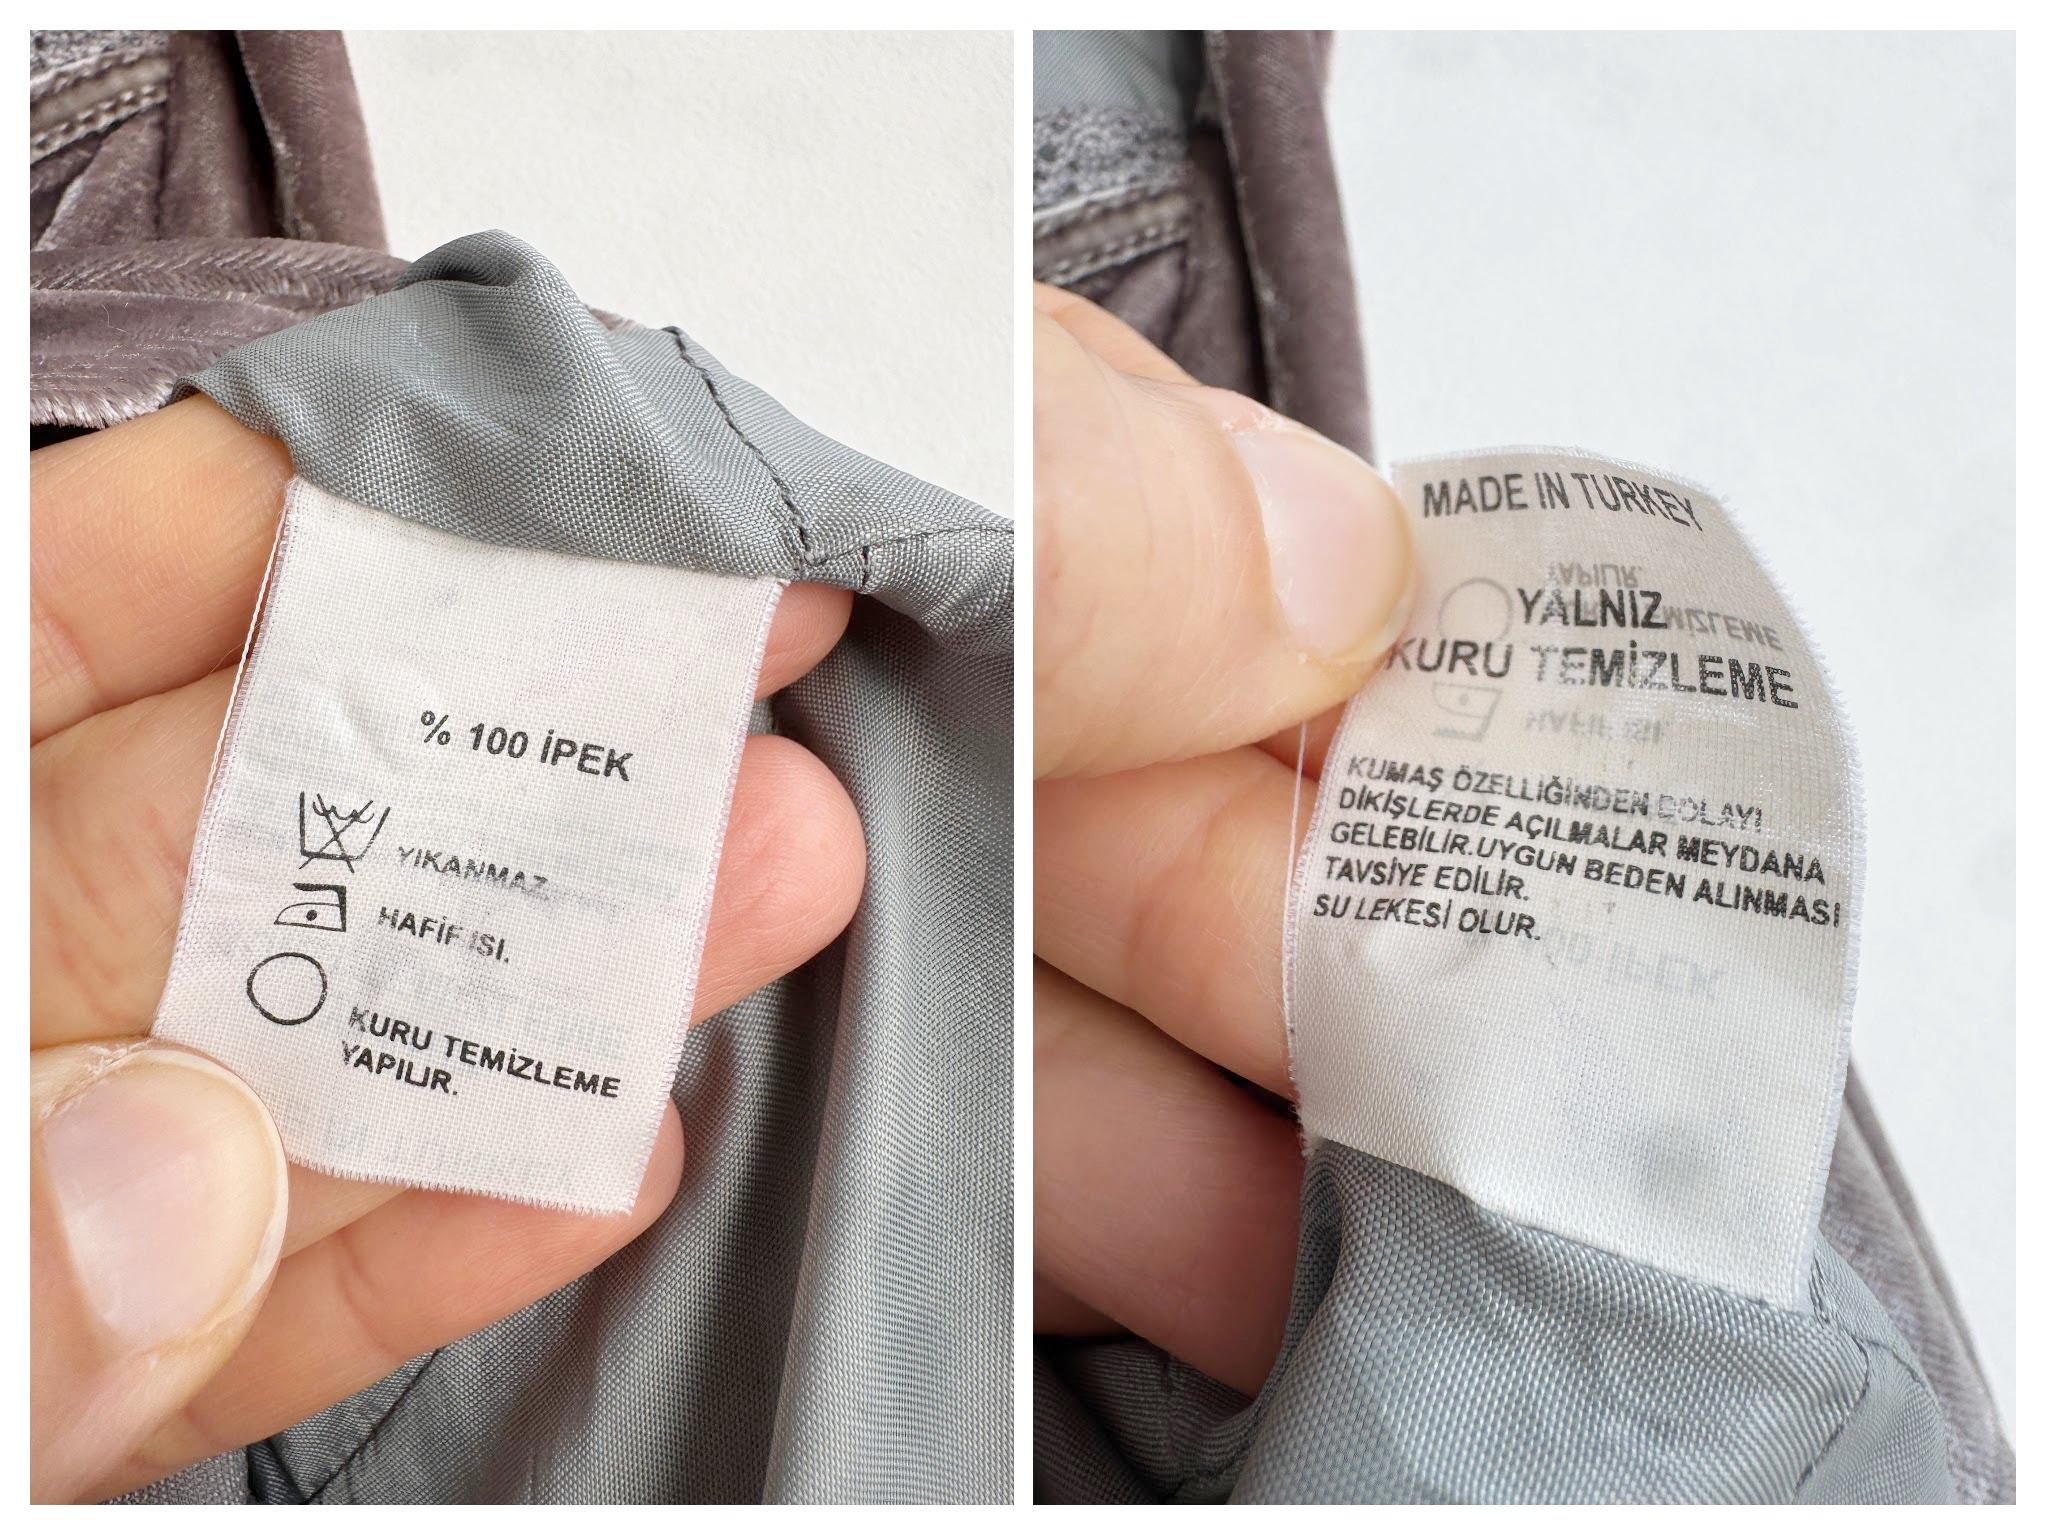 % 100 İPEK
YIKANMAZ
HAFİF ISI.
KURU TEMİZLEME
YAPILIR.
MADE IN TURKEY
YALNIZ
KURU TEMİZLEME
KUMAŞ ÖZELLİĞİNDEN DOLAYI
DİKİŞLERDE AÇILMALAR MEYDANA
GELEBİLİR.UYGUN BEDEN ALINMASI
TAVSİYE EDİLİR.
SU LEKESİ OLUR.